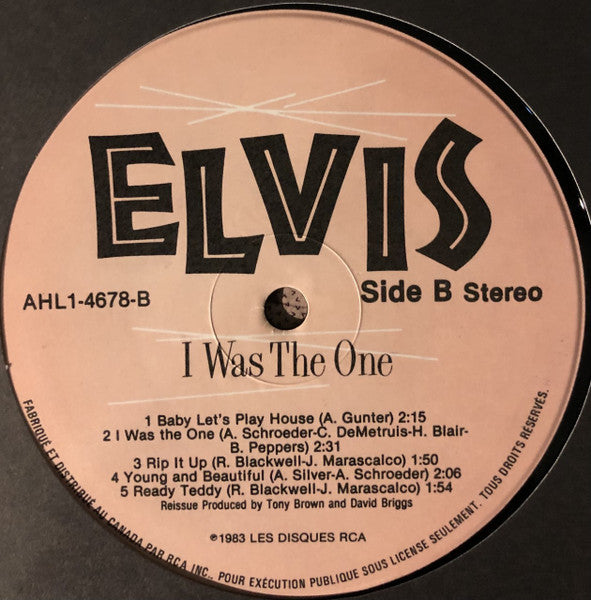 ELVIS
AHL1-4678-B
Side B Stereo
I Was The One
1 Baby Let's Play House (A. Gunter) 2:15
2 I Was the One (A. Schroeder-C. DeMetruis-H. Blair-
B. Peppers) 2:31
3 Rip It Up (R. Blackwell-J. Marascalco) 1:50
4 Young and Beautiful (A. Silver-A. Schroeder) 2:06
5 Ready Teddy (R. Blackwell-J. Marascalco) 1:54
Reissue Produced by Tony Brown and David Briggs
℗1983 LES DISQUES RCA
FABRIQUÉ ET DISTRIBUÉ AU CANADA PAR RCA INC., POUR EXÉCUTION PUBLIQUE SOUS LICENSE SEULEMENT. TOUS DROITS RESERVÉS.